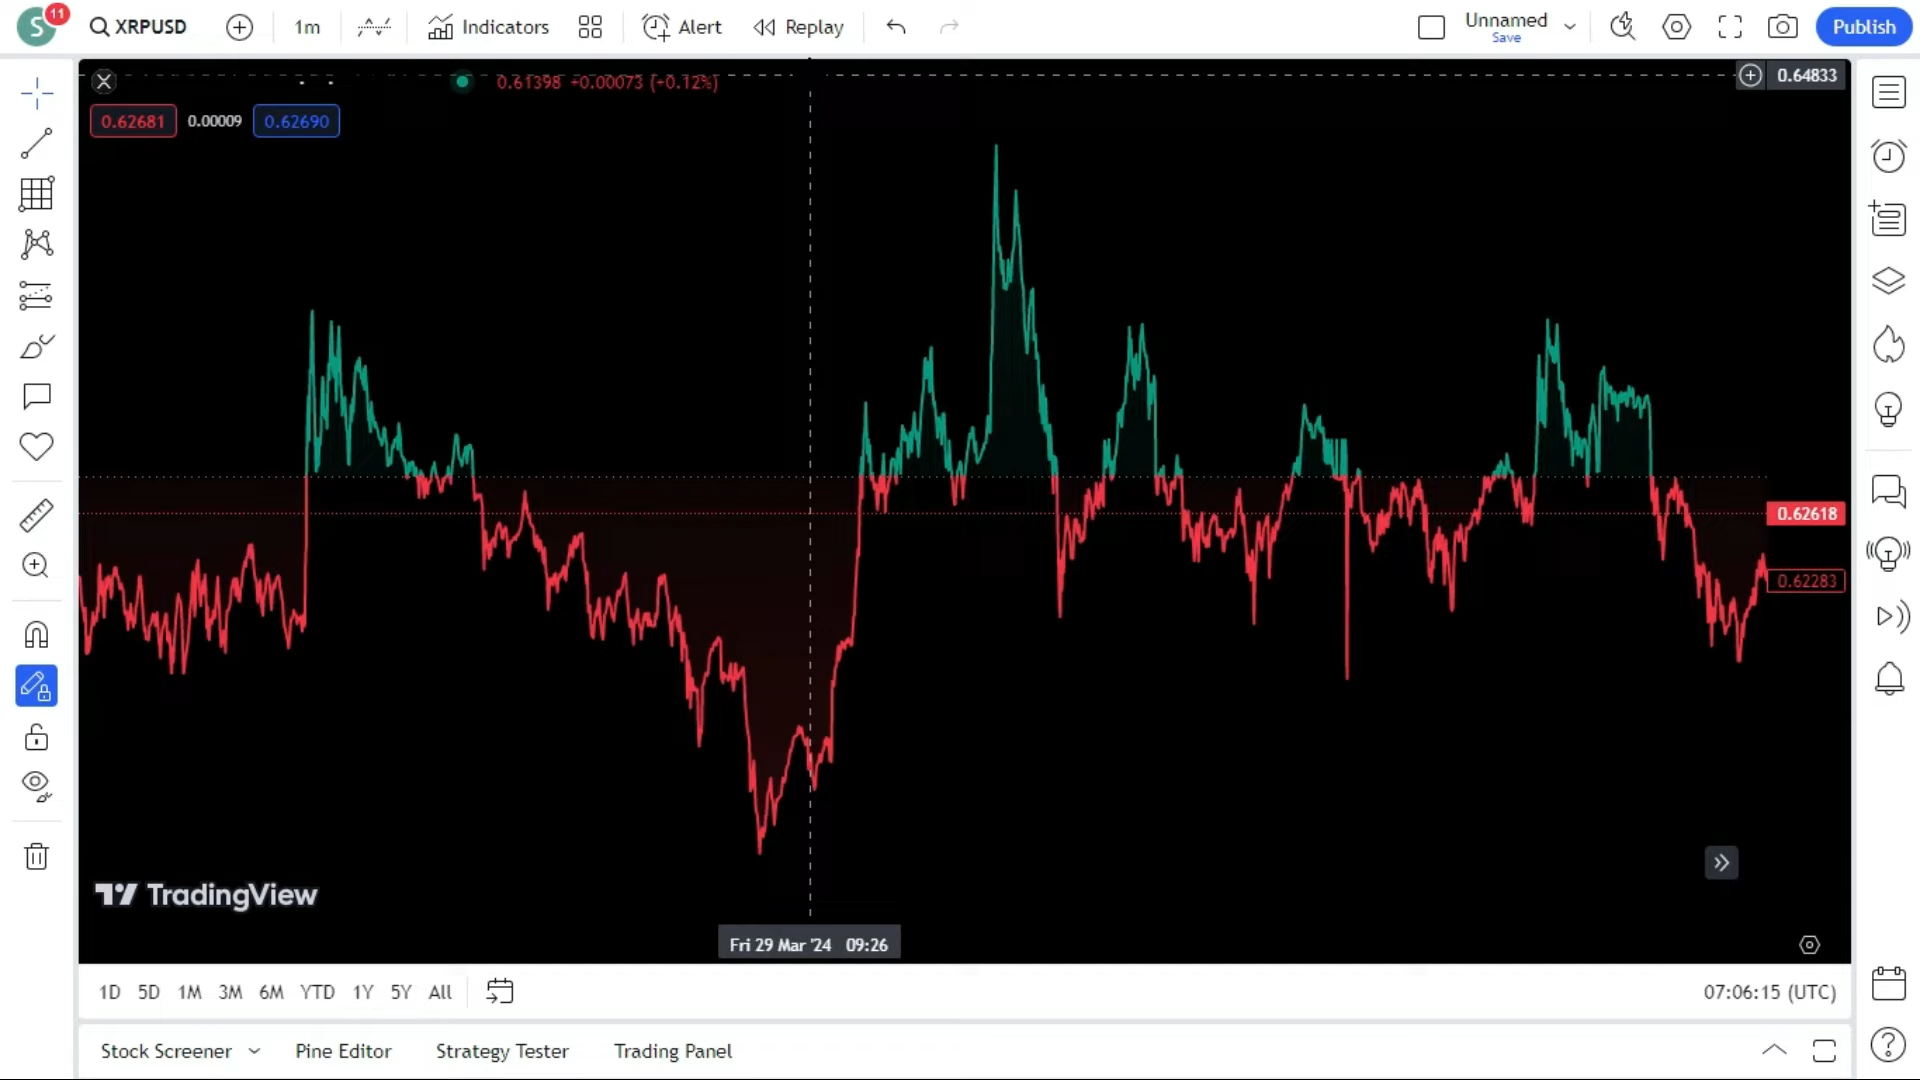 S 11 XRPUSD 1m Indicators Alert Replay Unnamed Save Publish
0.61398 +0.00073 (+0.12%) 0.64833
0.62681 0.00009 0.62690
0.62618
0.62283
TradingView
Fri 29 Mar '24 09:26
1D 5D 1M 3M 6M YTD 1Y 5Y All 07:06:15 (UTC)
Stock Screener Pine Editor Strategy Tester Trading Panel